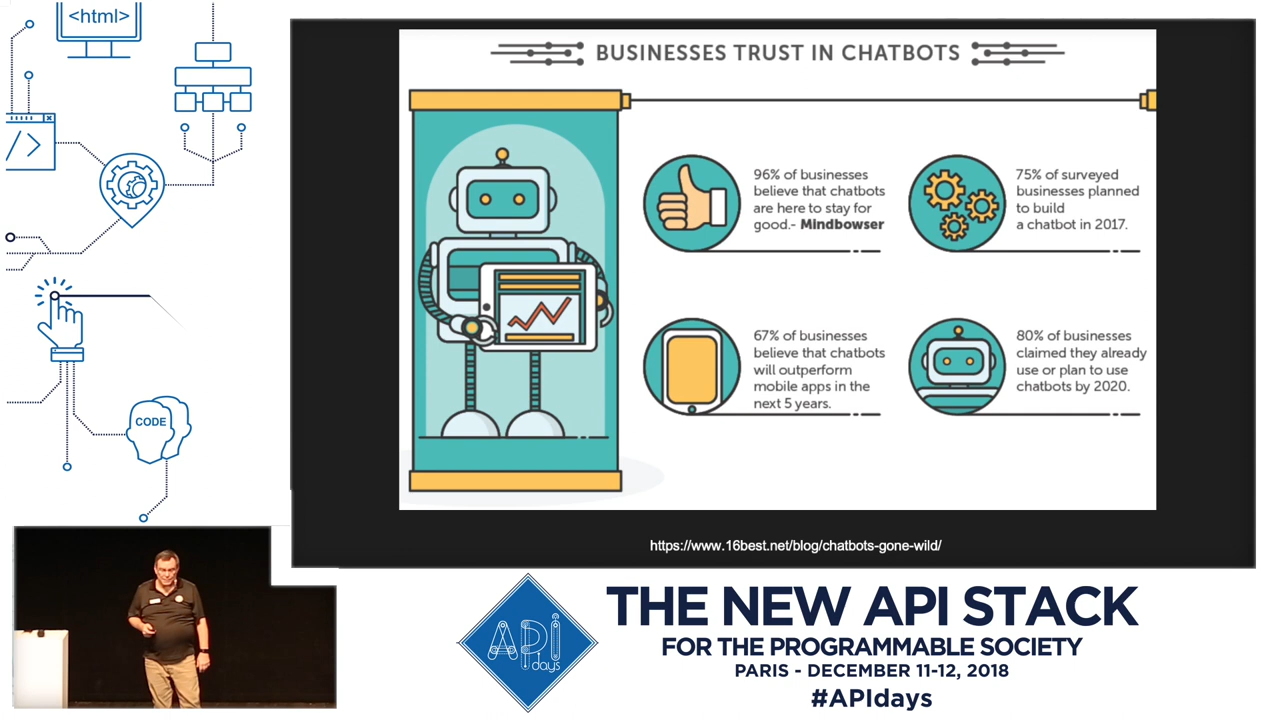 <html>
</>
CODE
BUSINESSES TRUST IN CHATBOTS
96% of businesses
believe that chatbots
are here to stay for
good.- Mindbowser
75% of surveyed
businesses planned
to build
a chatbot in 2017.
67% of businesses
believe that chatbots
will outperform
mobile apps in the
next 5 years.
80% of businesses
claimed they already
use or plan to use
chatbots by 2020.
https://www.16best.net/blog/chatbots-gone-wild/
API
days
THE NEW API STACK
FOR THE PROGRAMMABLE SOCIETY
PARIS - DECEMBER 11-12, 2018
#APIdays